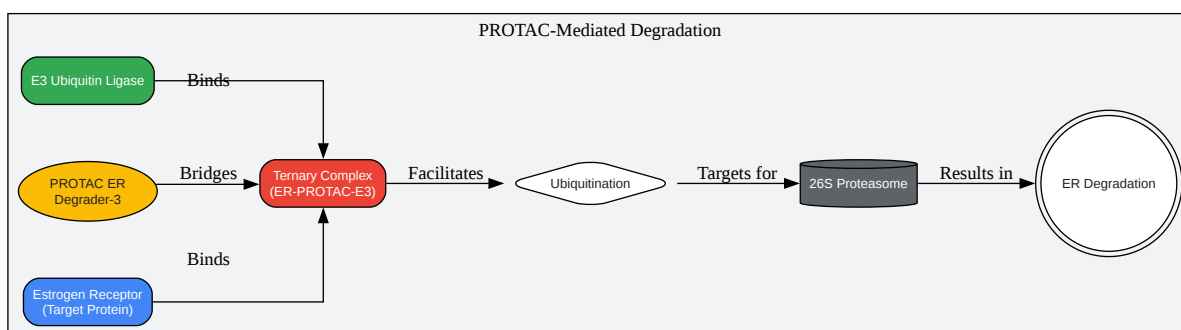 PROTAC-Mediated Degradation
E3 Ubiquitin Ligase
Binds
PROTAC ER
Degrader-3
Bridges
Ternary Complex
(ER-PROTAC-E3)
Facilitates
Ubiquitination
Targets for
26S Proteasome
Results in
ER Degradation
Binds
Estrogen Receptor
(Target Protein)